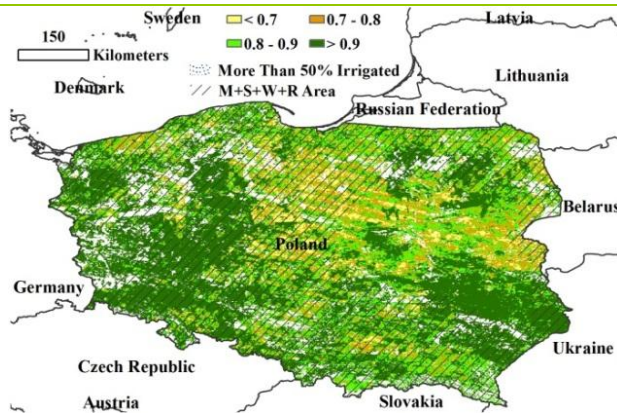 Sweden < 0.7 0.7 - 0.8 Latvia
150 0.8 - 0.9 > 0.9
Kilometers
More Than 50% Irrigated Lithuania
Denmark M+S+W+R Area
Russian Federation
Belarus
Poland
Germany
Ukraine
Czech Republic
Austria Slovakia